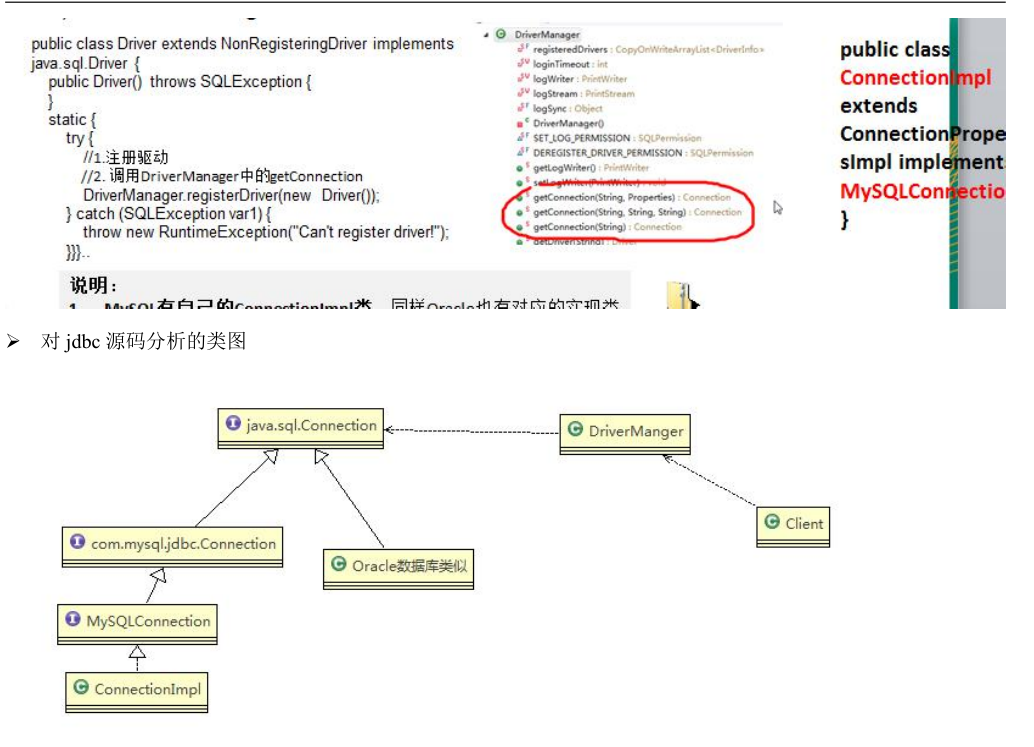 public class Driver extends NonRegisteringDriver implements
java.sql.Driver {
public Driver() throws SQLException {
}
static {
try {
//1.注册驱动
//2. 调用DriverManager中的getConnection
DriverManager.registerDriver(new Driver());
} catch (SQLException var1) {
throw new RuntimeException("Can't register driver!");
}}}..
说明：
1. MySQL有自己的ConnectionImpl类，同样Oracle也有对应的实现类
DriverManager
registeredDrivers : CopyOnWriteArrayList<DriverInfo>
loginTimeout : int
logWriter : PrintWriter
logStream : PrintStream
logSync : Object
DriverManager()
SET_LOG_PERMISSION : SQLPermission
DEREGISTER_DRIVER_PERMISSION : SQLPermission
getLogWriter() : PrintWriter
setLogWriter(PrintWriter) : void
getConnection(String, Properties) : Connection
getConnection(String, String, String) : Connection
getConnection(String) : Connection
getDriver(String) : Driver
public class
ConnectionImpl
extends
ConnectionPrope
sImpl implement
MySQLConnectio
}
➢ 对 jdbc 源码分析的类图
java.sql.Connection
DriverManger
Client
com.mysql.jdbc.Connection
Oracle数据库类似
MySQLConnection
ConnectionImpl